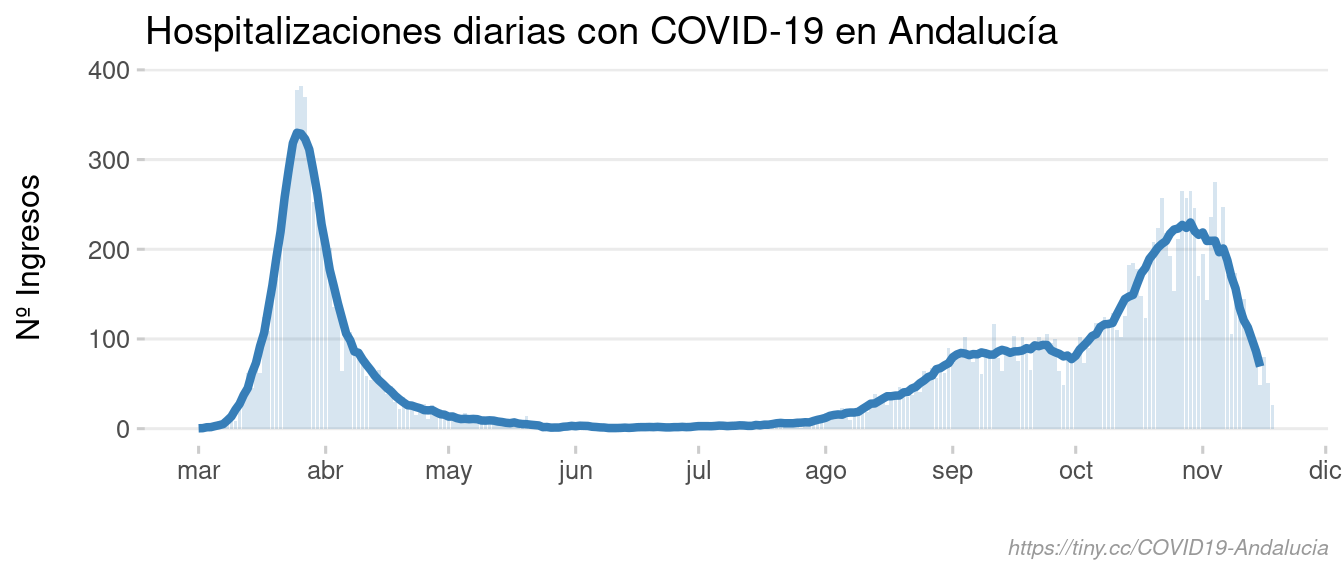 Hospitalizaciones diarias con COVID-19 en Andalucía
Nº Ingresos
400
300
200
100
0
mar abr may jun jul ago sep oct nov dic
https://tiny.cc/COVID19-Andalucia